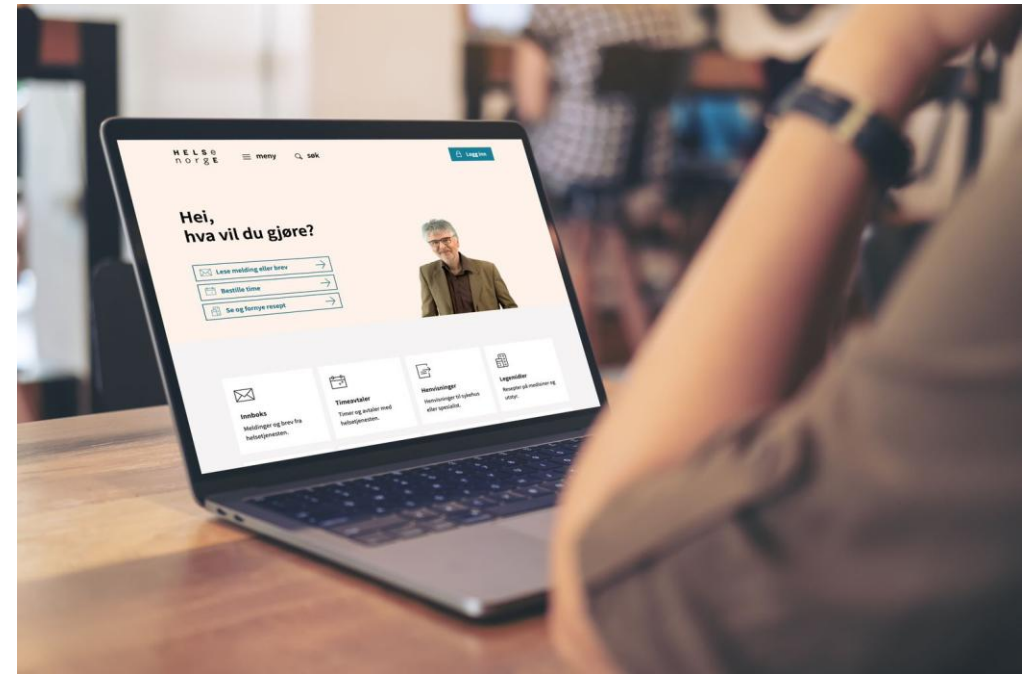 HELSe
norgE
meny
søk
Logg inn
Hei,
hva vil du gjøre?
Lese melding eller brev
Bestille time
Se og fornye resept
Innboks
Meldinger og brev fra
helsetjenesten.
Timeavtaler
Timer og avtaler med
helsetjenesten.
Henvisninger
Henvisninger til sykehus
eller spesialist.
Legemidler
Resepter på medisiner og
utstyr.